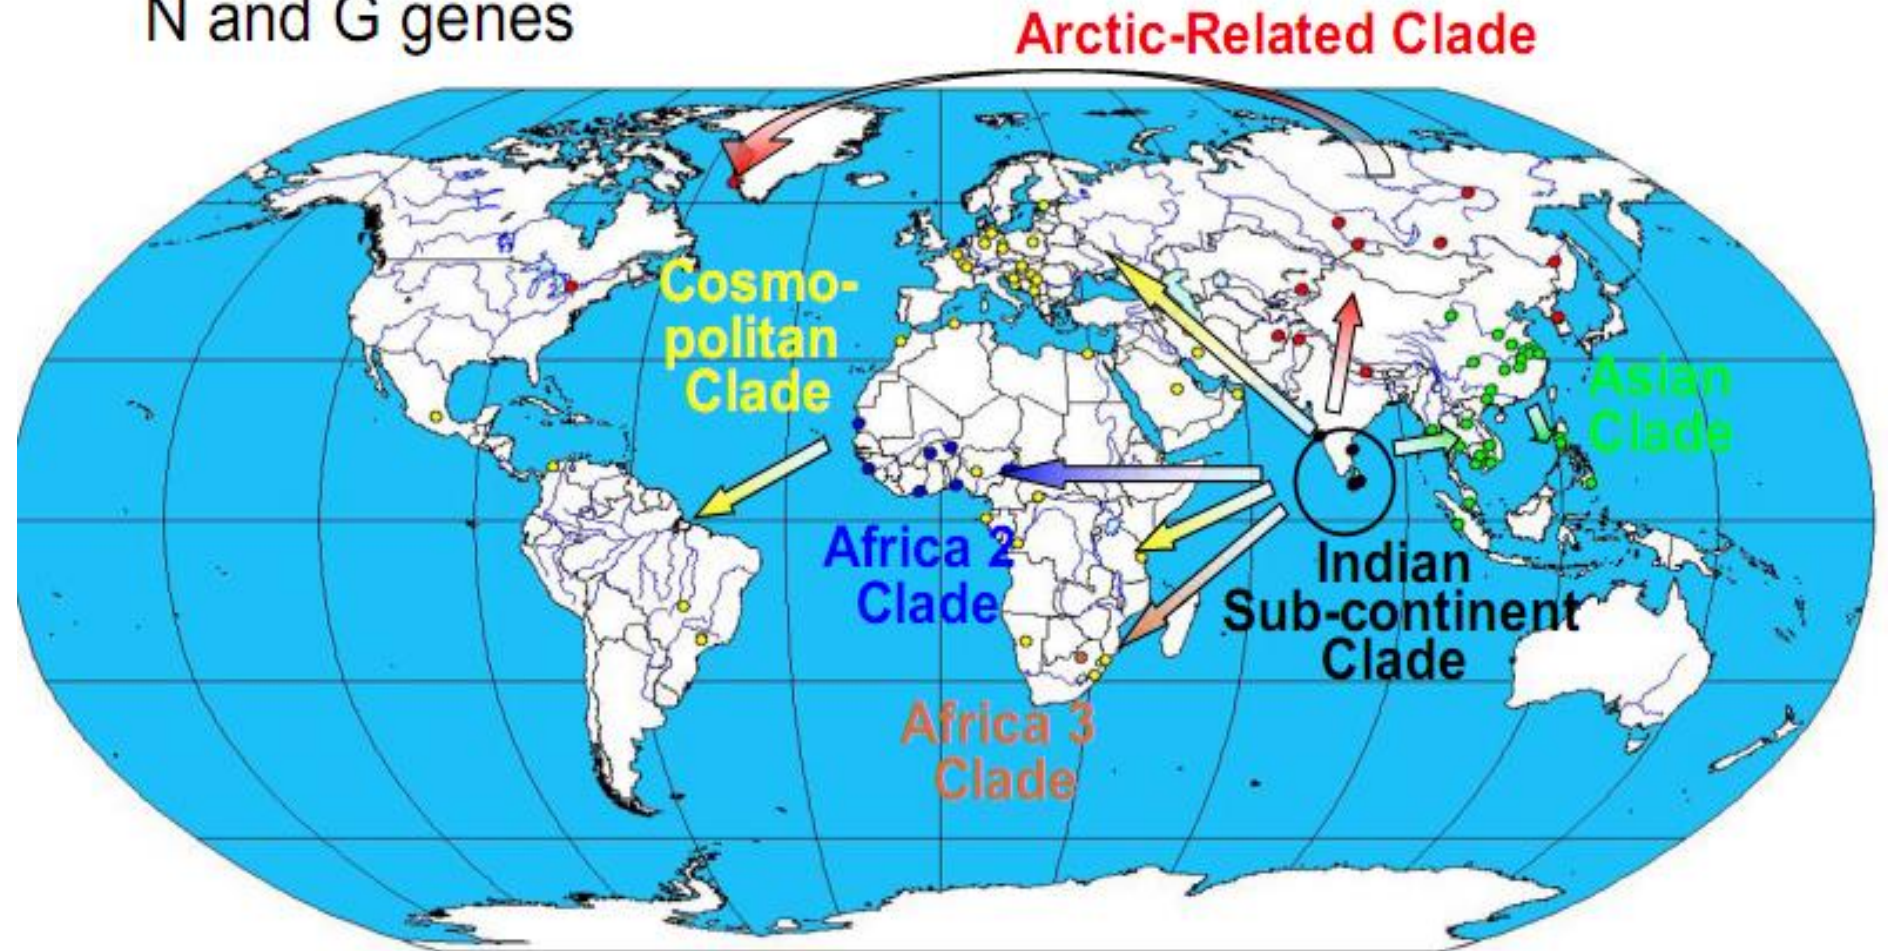 N and G genes
Arctic-Related Clade
Cosmo-
politan
Clade
Asian
Clade
Africa 2
Clade
Indian
Sub-continent
Clade
Africa 3
Clade